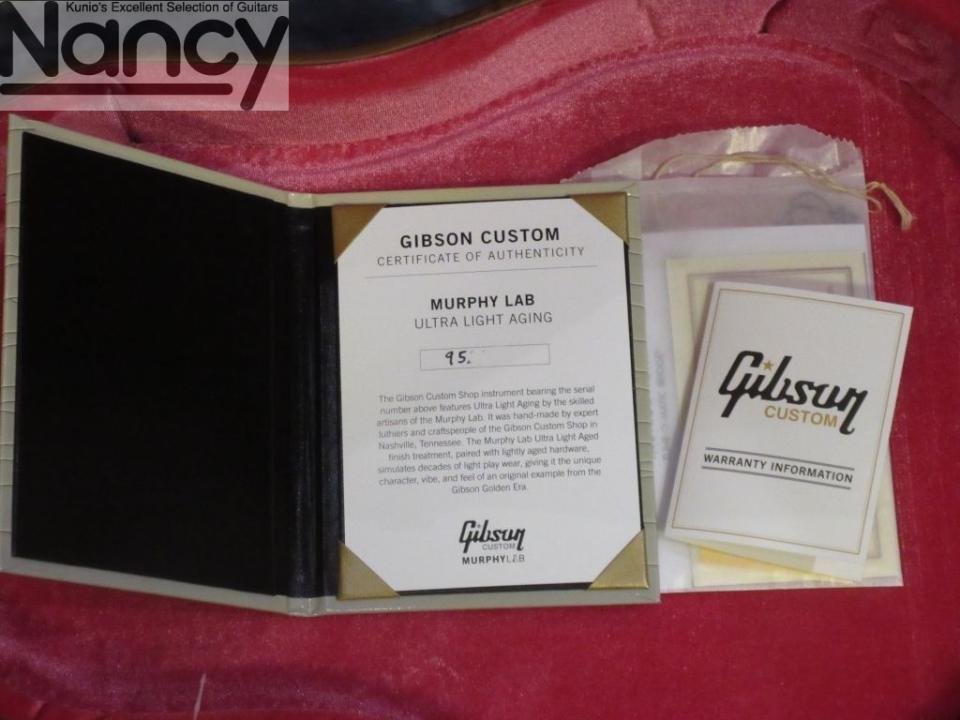 Kunio's Excellent Selection of Guitars
Nancy
GIBSON CUSTOM
CERTIFICATE OF AUTHENTICITY
MURPHY LAB
ULTRA LIGHT AGING
95.
The Gibson Custom Shop instrument bearing the serial
number above features Ultra Light Aging by the skilled
artisans of the Murphy Lab. It was hand-made by expert
luthiers and craftspeople of the Gibson Custom Shop in
Nashville, Tennessee. The Murphy Lab Ultra Light Aged
finish treatment, paired with lightly aged hardware,
simulates decades of light play wear, giving it the unique
character, vibe, and feel of an original example from the
Gibson Golden Era.
Gibson
CUSTOM
MURPHYLAB
Gibson
CUSTOM
WARRANTY INFORMATION